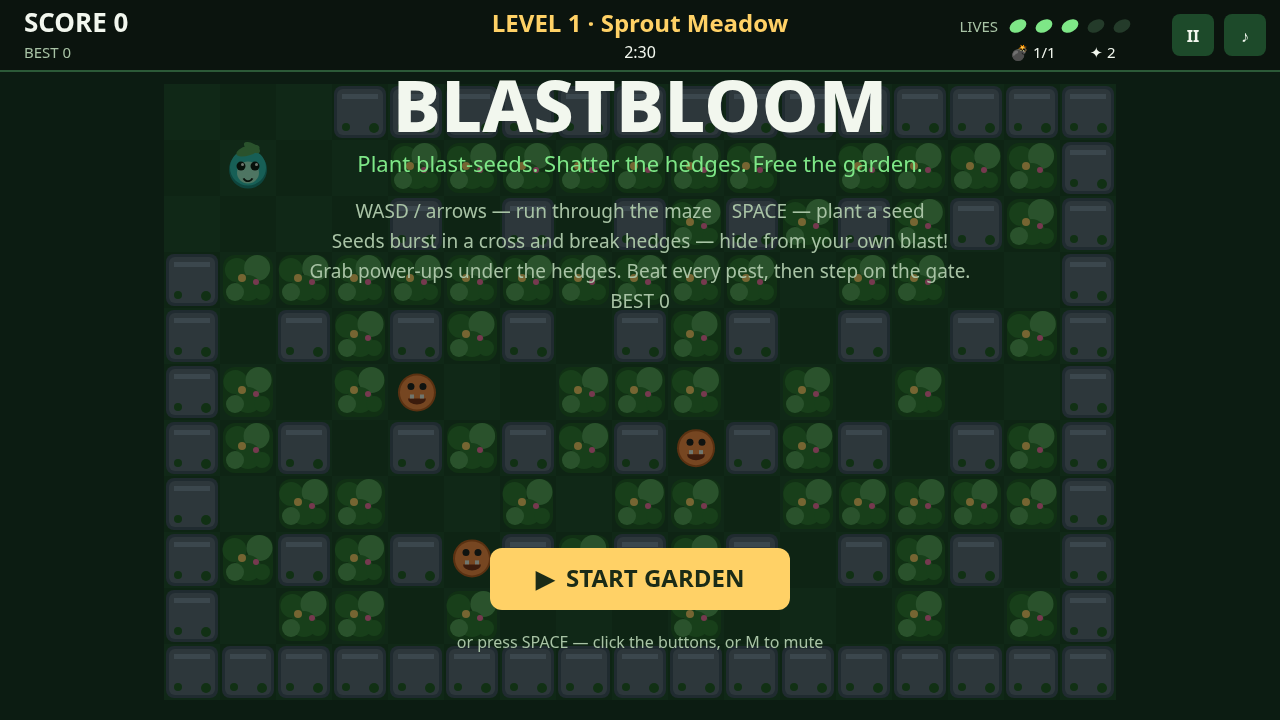 SCORE 0
BEST 0
LEVEL 1 · Sprout Meadow
2:30
LIVES
1/1
2
BLASTBLOOM
Plant blast-seeds. Shatter the hedges. Free the garden.
WASD / arrows — run through the maze SPACE — plant a seed
Seeds burst in a cross and break hedges — hide from your own blast!
Grab power-ups under the hedges. Beat every pest, then step on the gate.
BEST 0
▶ START GARDEN
or press SPACE — click the buttons, or M to mute